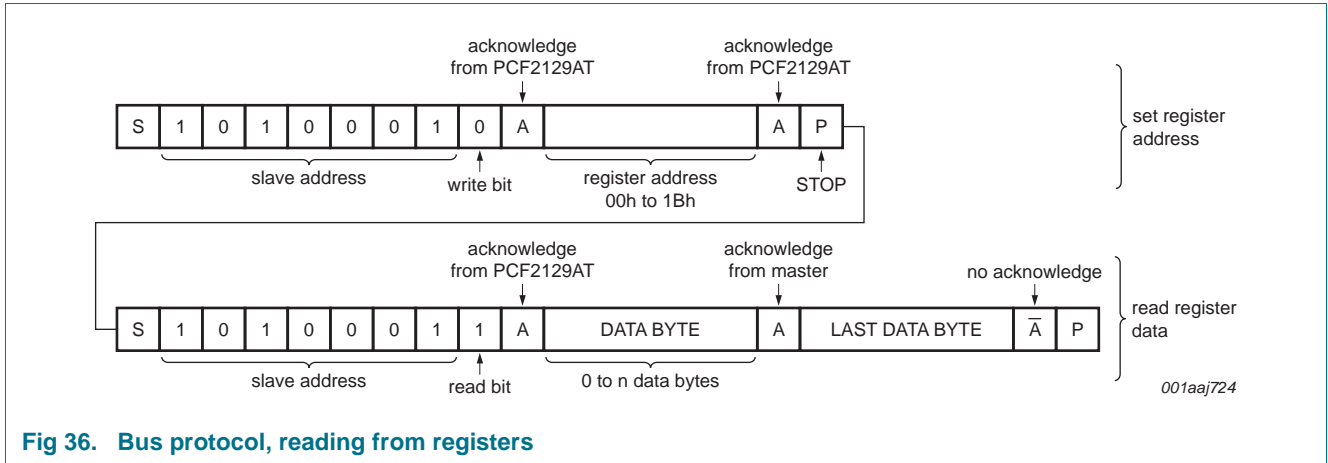 acknowledge
from PCF2129AT
acknowledge
from PCF2129AT
S 1 0 1 0 0 0 1 0 A A P
set register
address
slave address
write bit
register address
00h to 1Bh
STOP
acknowledge
from PCF2129AT
acknowledge
from master
no acknowledge
S 1 0 1 0 0 0 1 1 A DATA BYTE A LAST DATA BYTE A̅ P
read register
data
slave address
read bit
0 to n data bytes
001aaj724
Fig 36. Bus protocol, reading from registers